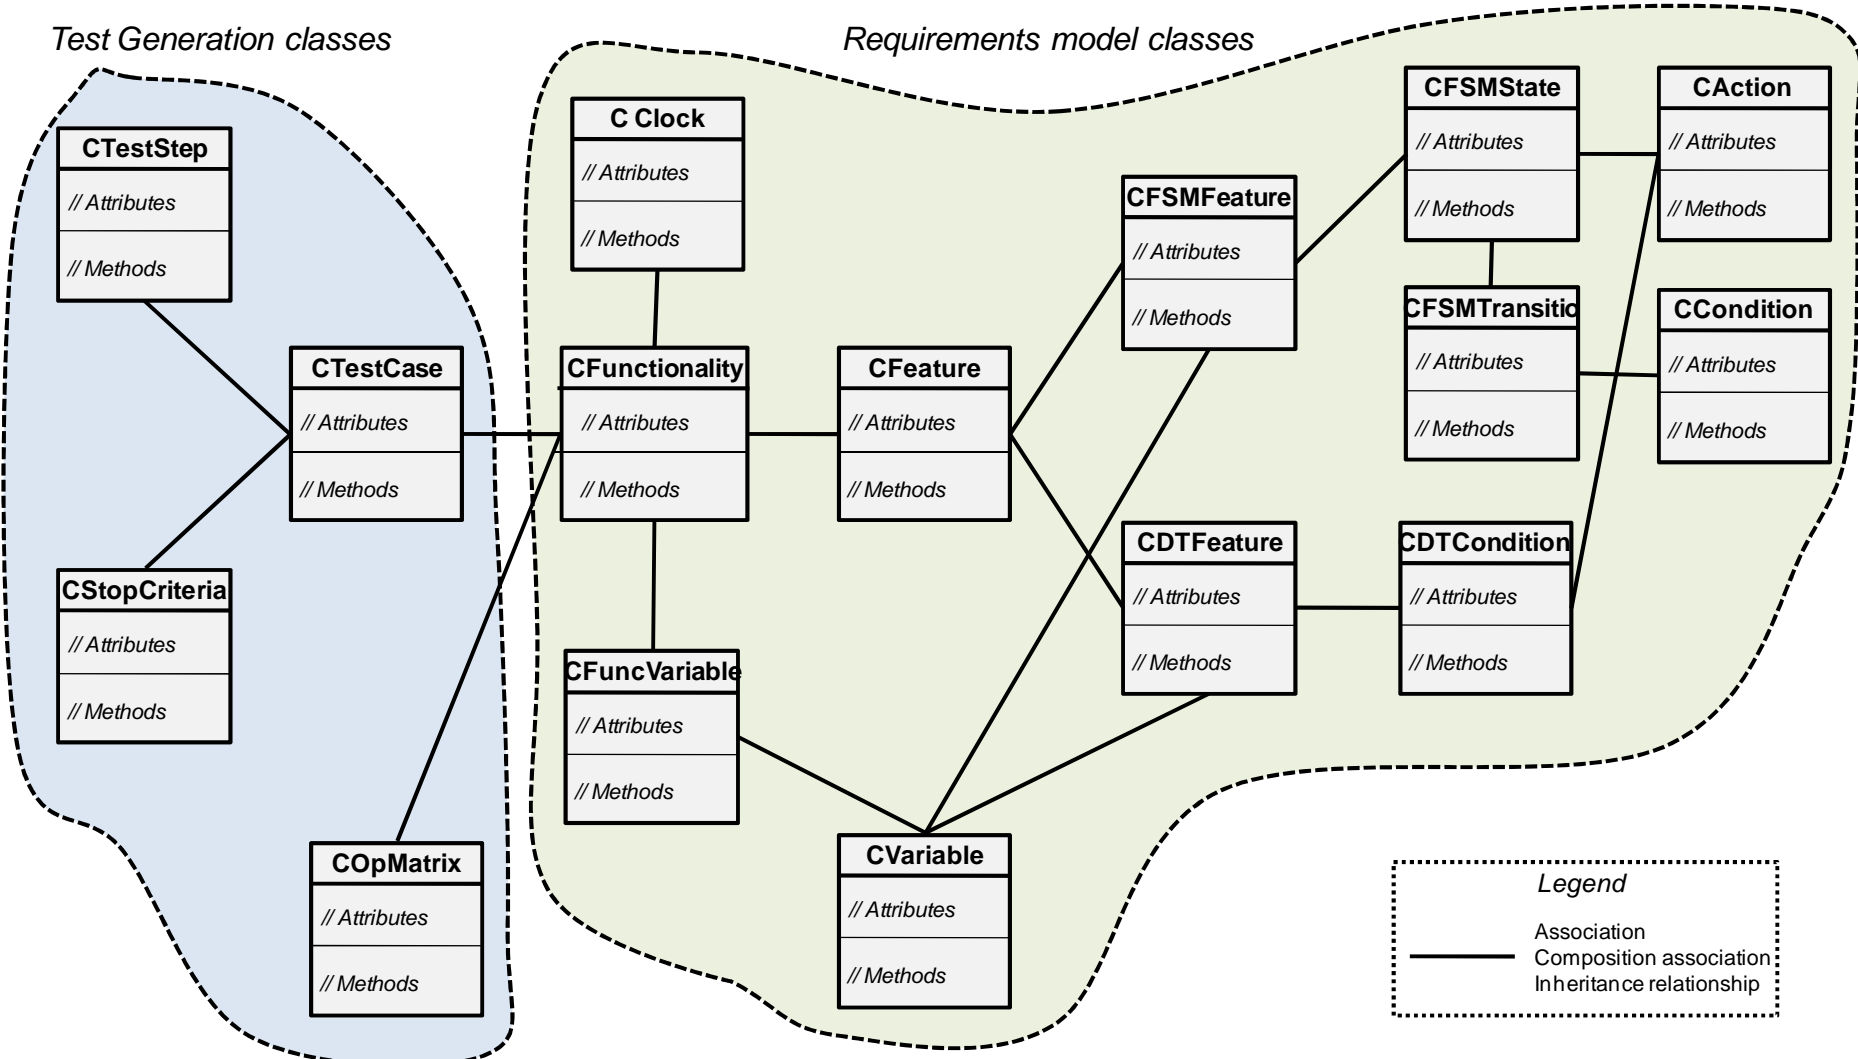 Test Generation classes
Requirements model classes
CTestStep
// Attributes
// Methods
CStopCriteria
// Attributes
// Methods
CTestCase
// Attributes
// Methods
COpMatrix
// Attributes
// Methods
C Clock
// Attributes
// Methods
CFunctionality
// Attributes
// Methods
CFuncVariable
// Attributes
// Methods
CFeature
// Attributes
// Methods
CVariable
// Attributes
// Methods
CFSMFeature
// Attributes
// Methods
CDTFeature
// Attributes
// Methods
CFSMState
// Attributes
// Methods
CFSMTransitio
// Attributes
// Methods
CDTCondition
// Attributes
// Methods
CAction
// Attributes
// Methods
CCondition
// Attributes
// Methods
Legend
Association
Composition association
Inheritance relationship